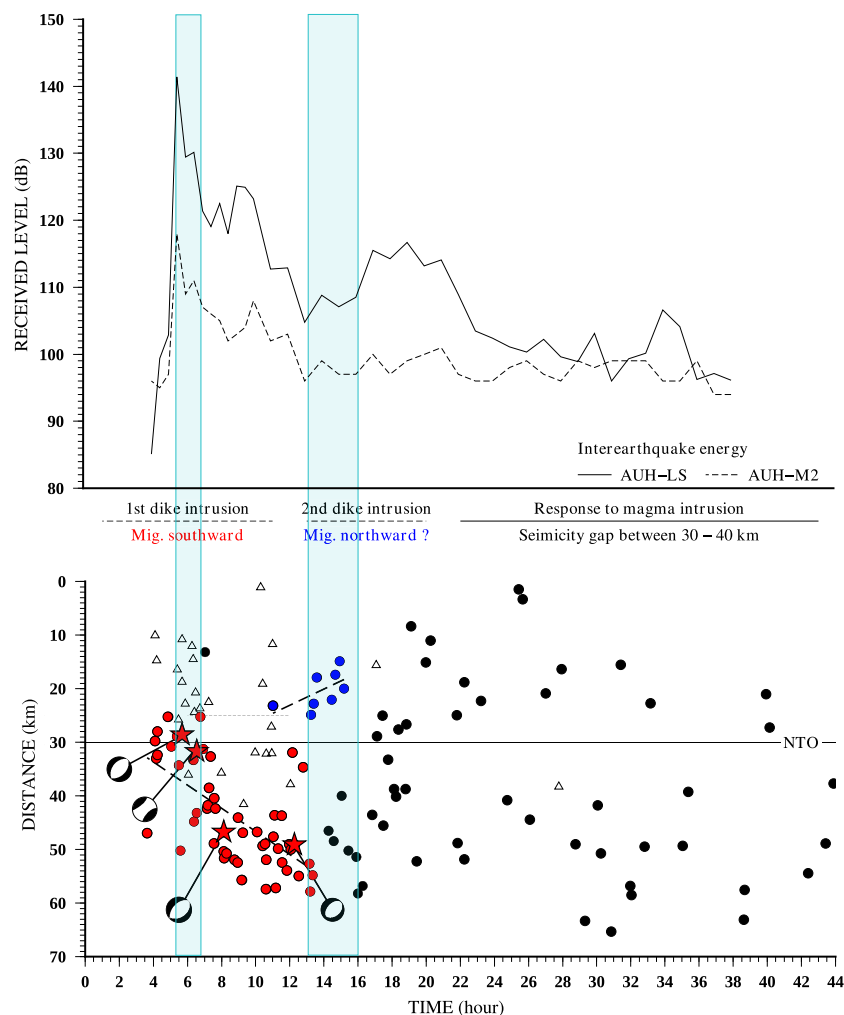 150
140
130
120
110
100
90
80
RECEIVED LEVEL (dB)
Interearthquake energy
AUH−LS AUH−M2
1st dike intrusion 2nd dike intrusion Response to magma intrusion
Mig. southward Mig. northward ? Seimicity gap between 30 − 40 km
0
10
20
30
40
50
60
70
DISTANCE (km)
NTO
0 2 4 6 8 10 12 14 16 18 20 22 24 26 28 30 32 34 36 38 40 42 44
TIME (hour)